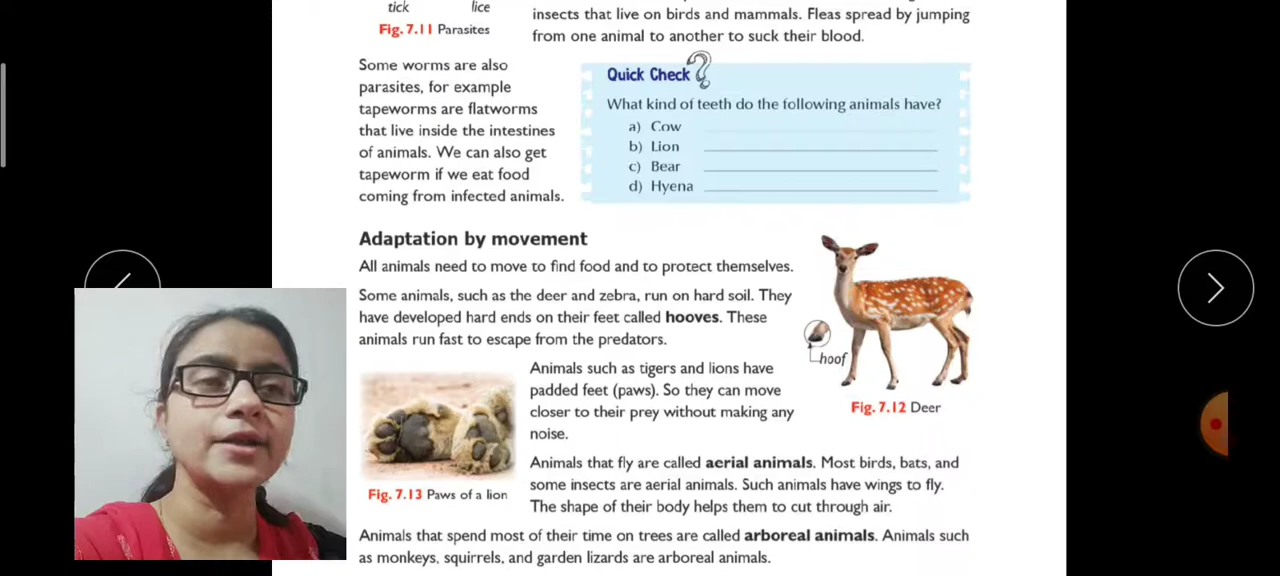 tick lice
Fig. 7.11 Parasites
insects that live on birds and mammals. Fleas spread by jumping
from one animal to another to suck their blood.
Some worms are also
parasites, for example
tapeworms are flatworms
that live inside the intestines
of animals. We can also get
tapeworm if we eat food
coming from infected animals.
Quick Check ?
What kind of teeth do the following animals have?
a) Cow
b) Lion
c) Bear
d) Hyena
Adaptation by movement
All animals need to move to find food and to protect themselves.
Some animals, such as the deer and zebra, run on hard soil. They
have developed hard ends on their feet called hooves. These
animals run fast to escape from the predators.
hoof
Fig. 7.12 Deer
Animals such as tigers and lions have
padded feet (paws). So they can move
closer to their prey without making any
noise.
Fig. 7.13 Paws of a lion
Animals that fly are called aerial animals. Most birds, bats, and
some insects are aerial animals. Such animals have wings to fly.
The shape of their body helps them to cut through air.
Animals that spend most of their time on trees are called arboreal animals. Animals such
as monkeys, squirrels, and garden lizards are arboreal animals.